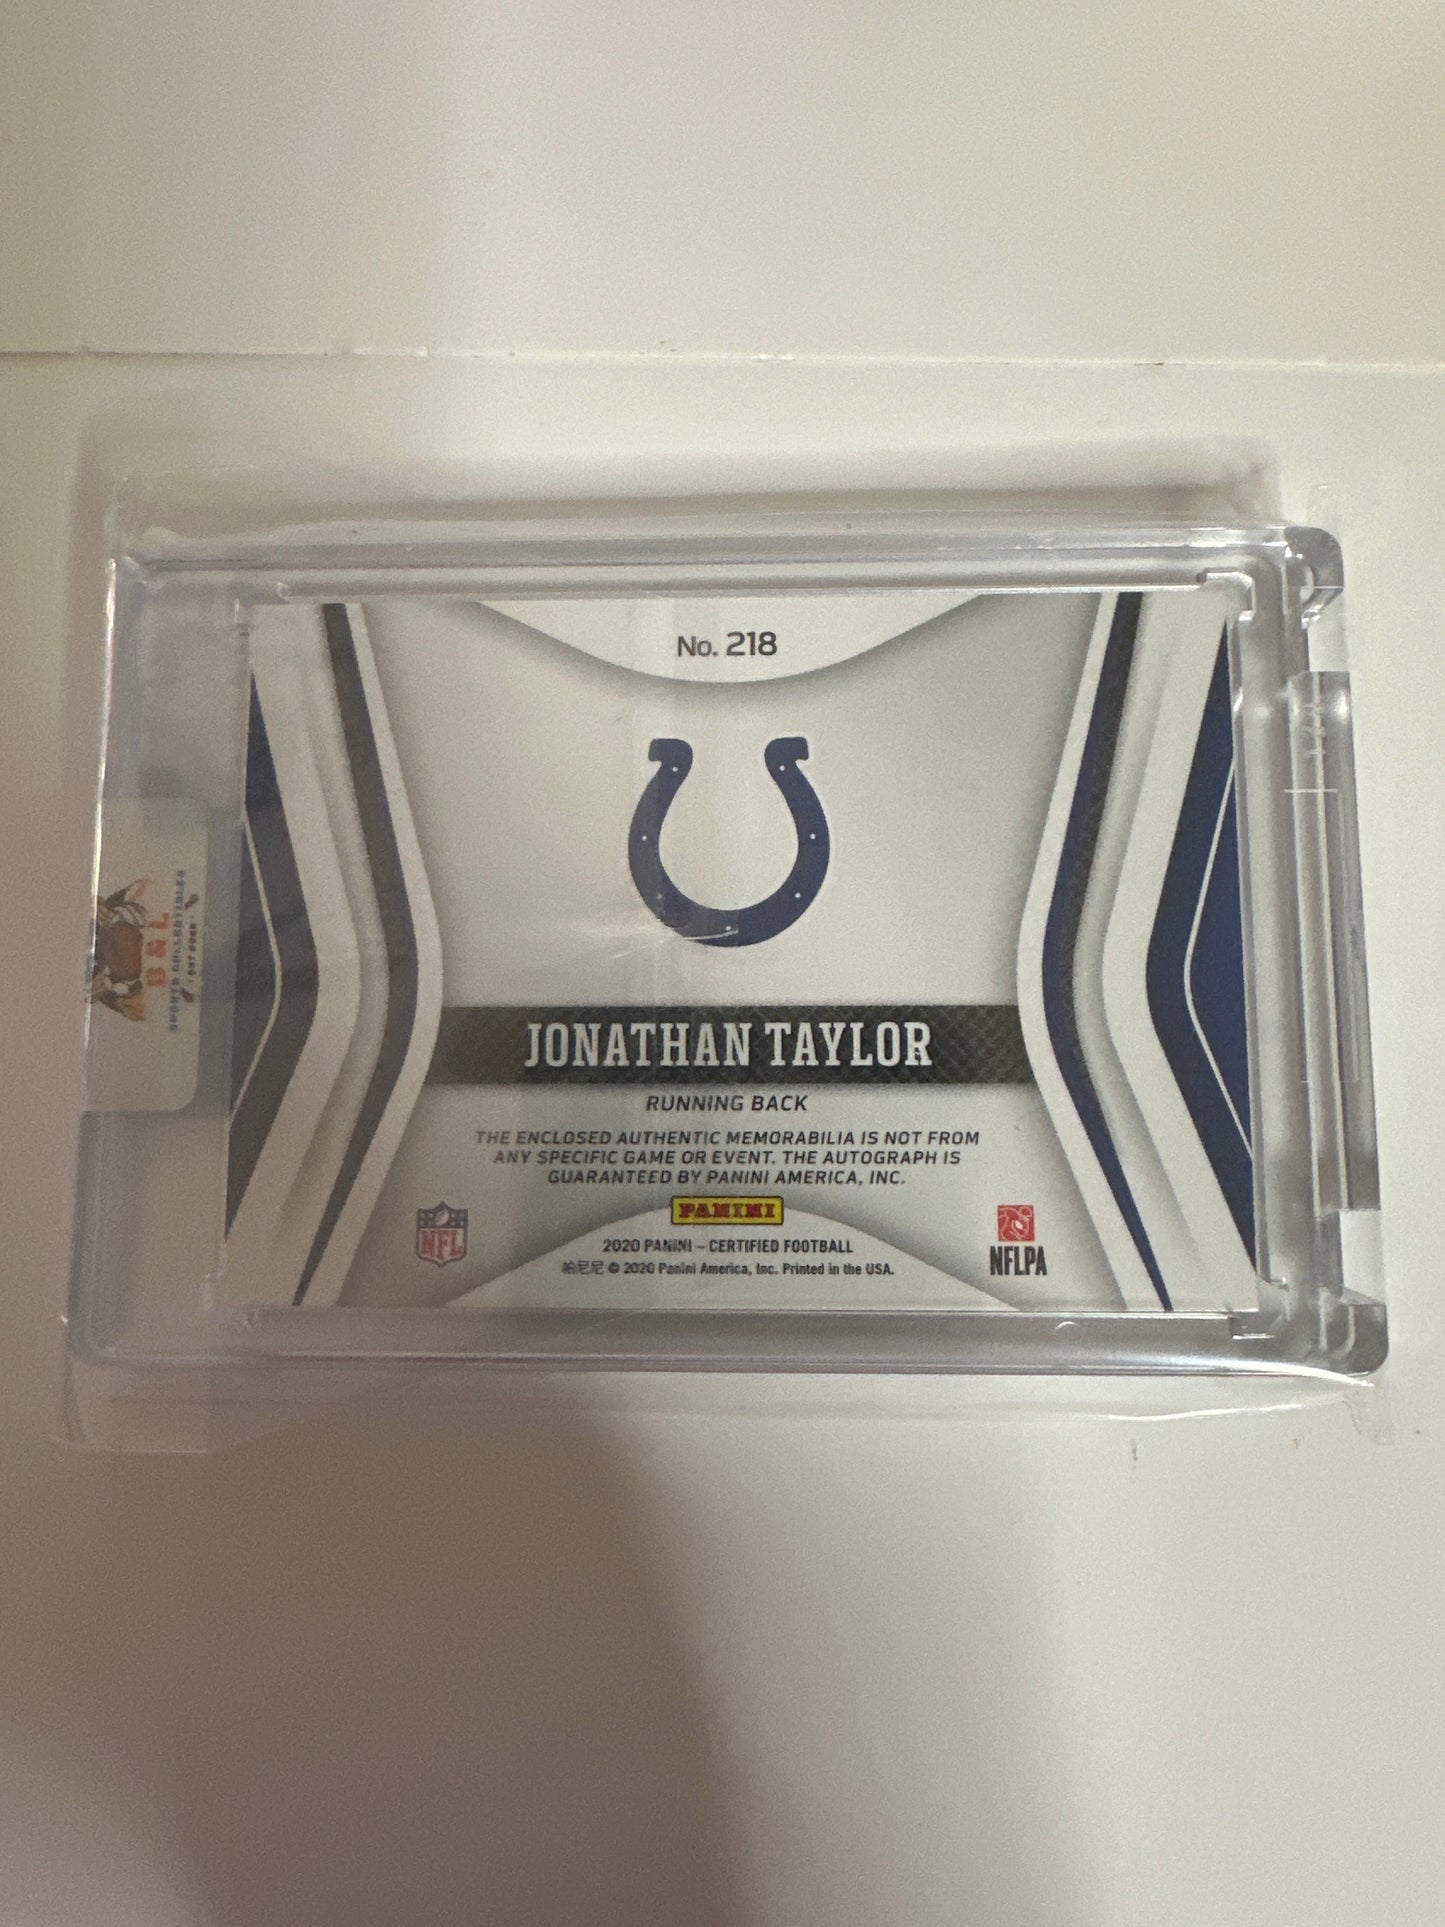 No. 218
JONATHAN TAYLOR
RUNNING BACK
THE ENCLOSED AUTHENTIC MEMORABILIA IS NOT FROM
ANY SPECIFIC GAME OR EVENT. THE AUTOGRAPH IS
GUARANTEED BY PANINI AMERICA, INC.
PANINI
NFL
2020 PANINI – CERTIFIED FOOTBALL
帕尼尼 © 2020 Panini America, Inc. Printed in the USA.
NFLPA
B&L
SPORTS COLLECTIBLES